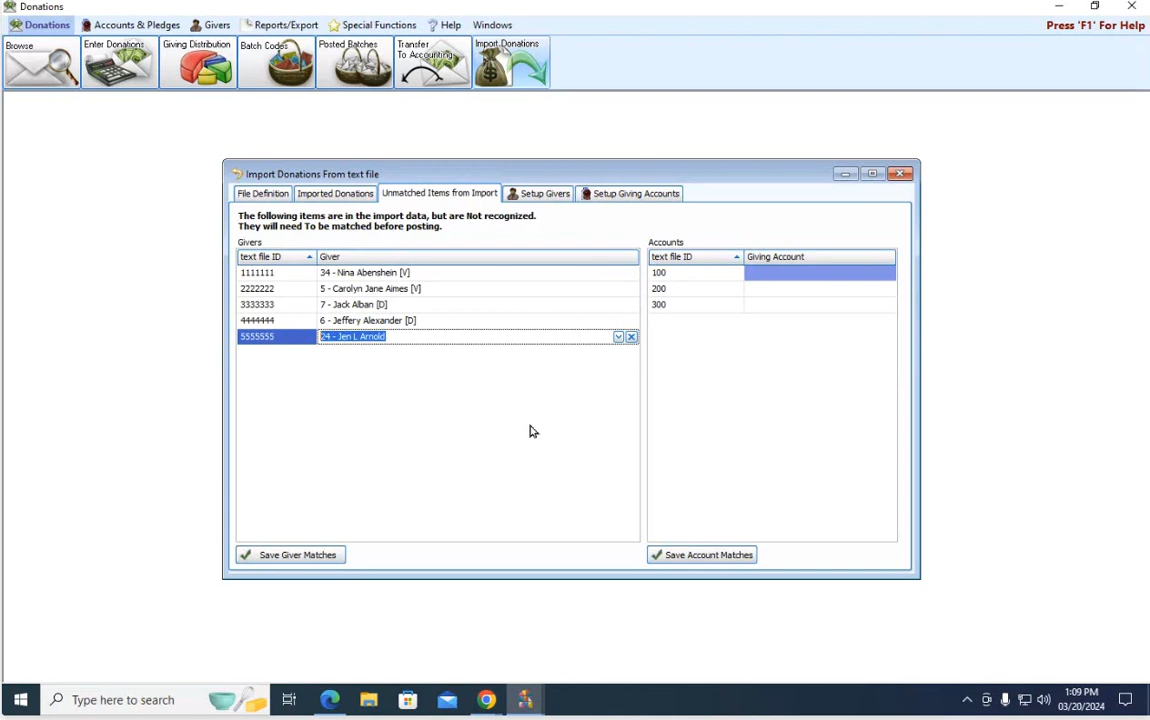 Donations
Donations Accounts & Pledges Givers Reports/Export Special Functions Help Windows Press 'F1' For Help
Browse Enter Donations Giving Distribution Batch Codes Posted Batches Transfer To Accounting Import Donations
Import Donations From text file
File Definition Imported Donations Unmatched Items from Import Setup Givers Setup Giving Accounts
The following items are in the import data, but are Not recognized.
They will need To be matched before posting.
Givers Accounts
text file ID Giver text file ID Giving Account
1111111 34 - Nina Abenshein [V] 100
2222222 5 - Carolyn Jane Aimes [V] 200
3333333 7 - Jack Alban [D] 300
4444444 6 - Jeffery Alexander [D]
5555555 24 - Jen L Arnold
Save Giver Matches Save Account Matches
Type here to search 1:09 PM
03/20/2024